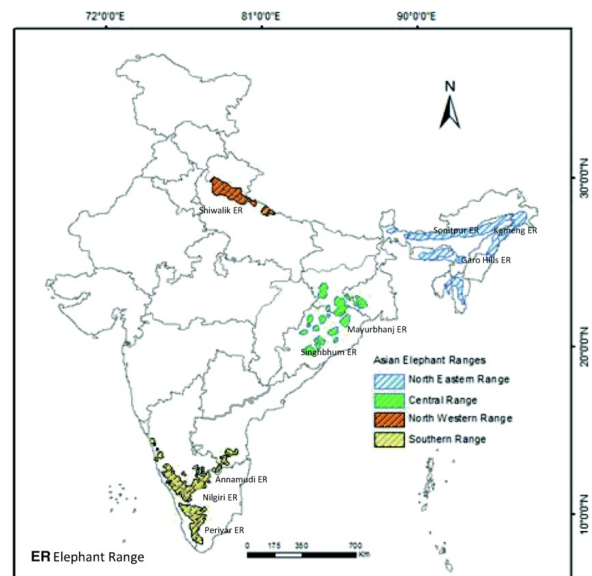 72°0'0"E 81°0'0"E 90°0'0"E
N
30°0'0"N
Shiwalik ER
Sonitpur ER
Kameng ER
Garo Hills ER
Mayurbhanj ER
20°0'0"N
Singhbhum ER
Asian Elephant Ranges
North Eastern Range
Central Range
North Western Range
Southern Range
Annamudi ER
Nilgiri ER
10°0'0"N
Periyar ER
ER Elephant Range
0 175 350 700
Km